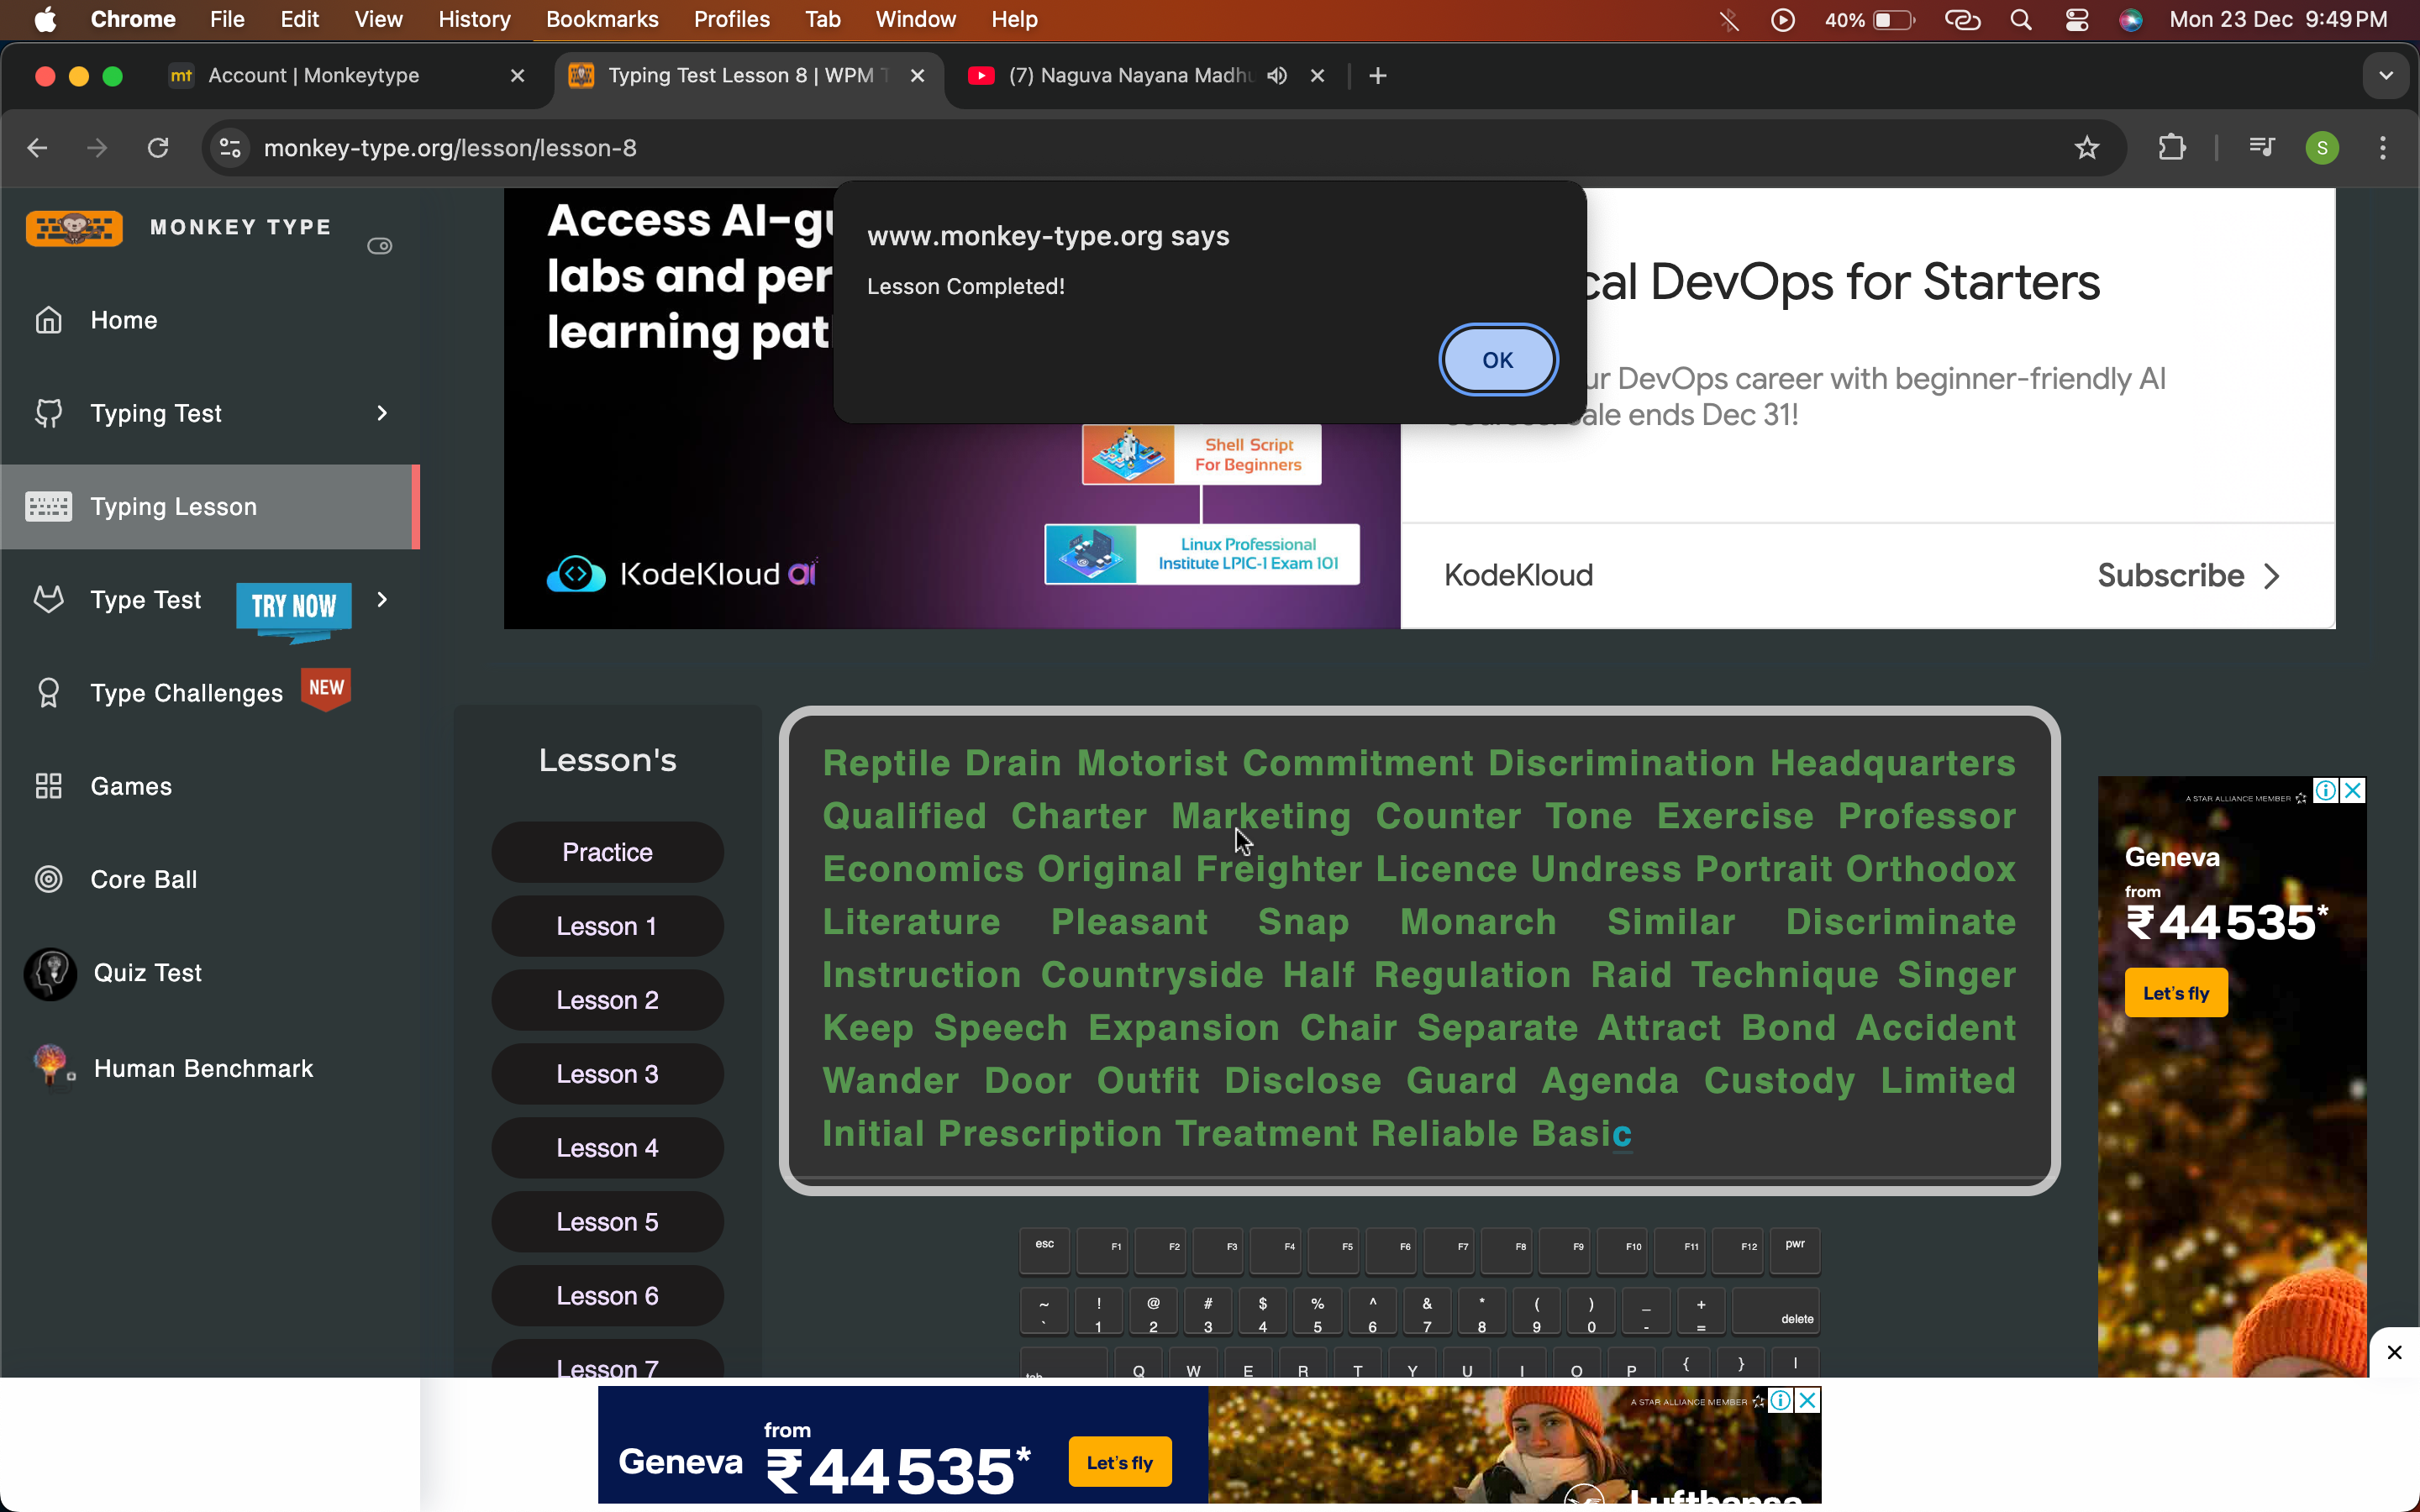 Chrome File Edit View History Bookmarks Profiles Tab Window Help 40% Mon 23 Dec 9:49 PM
mt Account | Monkeytype Typing Test Lesson 8 | WPM (7) Naguva Nayana Madhu
monkey-type.org/lesson/lesson-8 S
MONKEY TYPE
Home
Typing Test
Typing Lesson
Type Test TRY NOW
Type Challenges NEW
Games
Core Ball
Quiz Test
Human Benchmark
Access AI-
labs and
learning
www.monkey-type.org says
Lesson Completed!
OK
DevOps for Starters
DevOps career with beginner-friendly AI
ends Dec 31!
Shell Script
For Beginners
Linux Professional
Institute LPIC-1 Exam 101
KodeKloud ai
KodeKloud Subscribe
Lesson's
Practice
Lesson 1
Lesson 2
Lesson 3
Lesson 4
Lesson 5
Lesson 6
Lesson 7
Reptile Drain Motorist Commitment Discrimination Headquarters
Qualified Charter Marketing Counter Tone Exercise Professor
Economics Original Freighter Licence Undress Portrait Orthodox
Literature Pleasant Snap Monarch Similar Discriminate
Instruction Countryside Half Regulation Raid Technique Singer
Keep Speech Expansion Chair Separate Attract Bond Accident
Wander Door Outfit Disclose Guard Agenda Custody Limited
Initial Prescription Treatment Reliable Basic
esc F1 F2 F3 F4 F5 F6 F7 F8 F9 F10 F11 F12 pwr
~ ! @ # $ % ^ & * ( ) _ +
` 1 2 3 4 5 6 7 8 9 0 - = delete
Q W E R T Y U I O P { } |
A STAR ALLIANCE MEMBER
Geneva
from
₹44 535*
Let's fly
A STAR ALLIANCE MEMBER
Geneva from
₹44 535*
Let's fly
Lufthansa